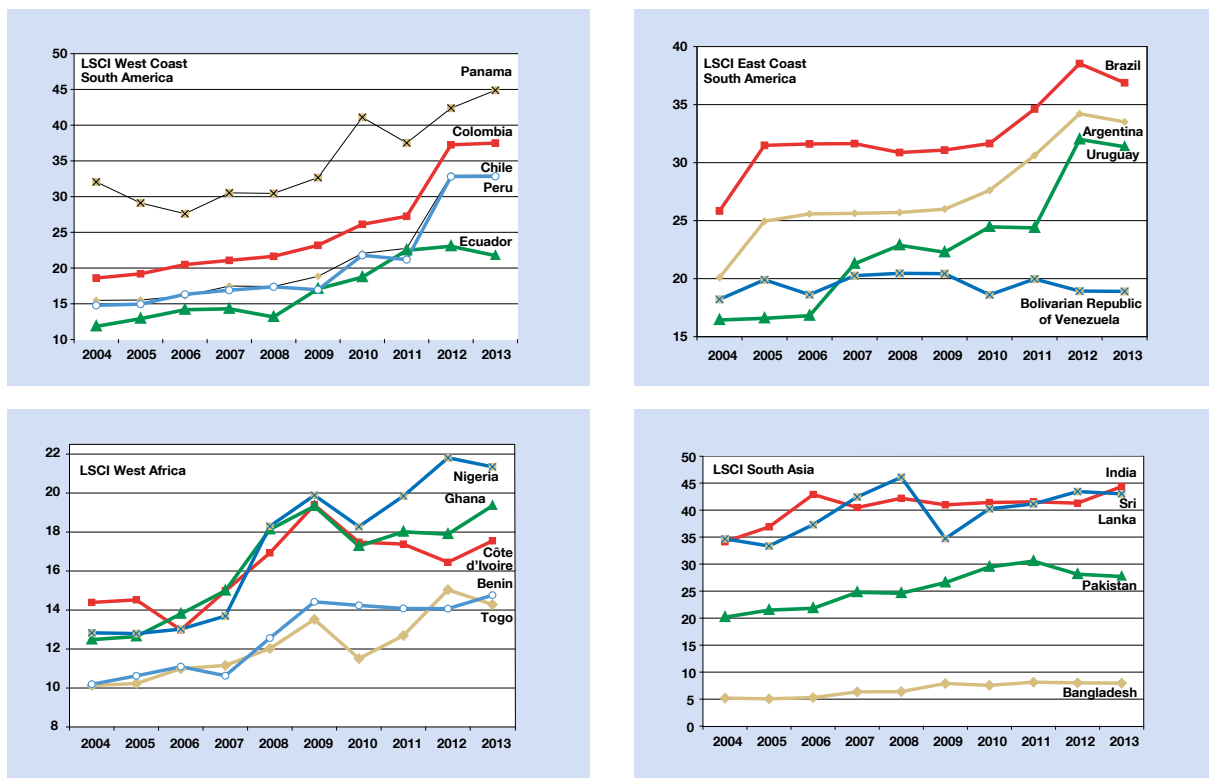 LSCI West Coast
South America
50
45
40
35
30
25
20
15
10
Panama
Colombia
Chile
Peru
Ecuador
2004 2005 2006 2007 2008 2009 2010 2011 2012 2013
LSCI East Coast
South America
40
35
30
25
20
15
Brazil
Argentina
Uruguay
Bolivarian Republic
of Venezuela
2004 2005 2006 2007 2008 2009 2010 2011 2012 2013
LSCI West Africa
22
20
18
16
14
12
10
8
Nigeria
Ghana
Côte
d'Ivoire
Benin
Togo
2004 2005 2006 2007 2008 2009 2010 2011 2012 2013
LSCI South Asia
50
45
40
35
30
25
20
15
10
5
0
India
Sri
Lanka
Pakistan
Bangladesh
2004 2005 2006 2007 2008 2009 2010 2011 2012 2013